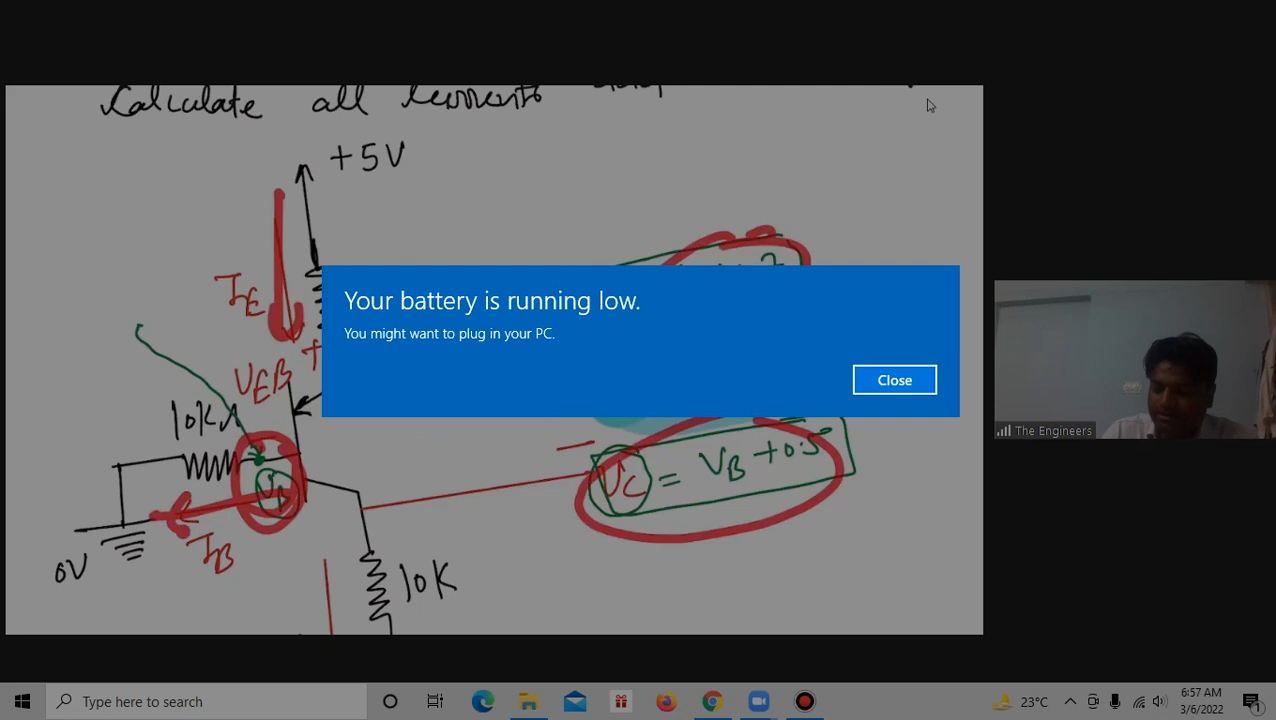 Calculate all currents
+5V
IE
Your battery is running low.
You might want to plug in your PC.
Close
VEB +
10K
VC = VB + 0.5
The Engineers
IB
0V
10K
Type here to search
23°C
6:57 AM
3/6/2022
1